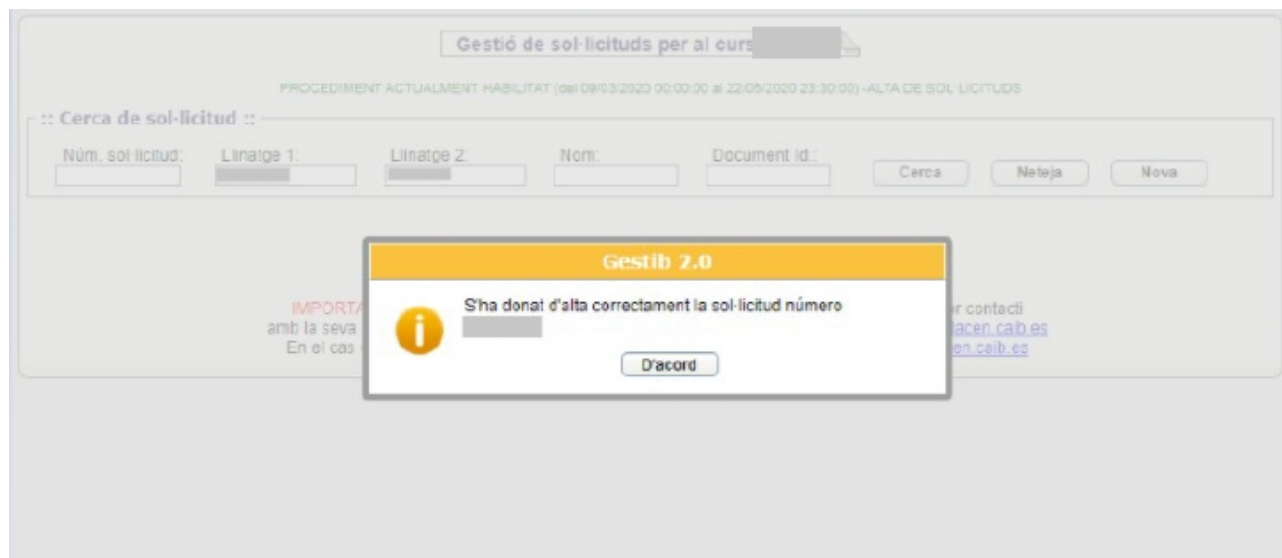 Gestió de sol·licituds per al curs
PROCEDIMENT ACTUALMENT HABILITAT (del 09/03/2020 00:00:00 al 22/05/2020 23:30:00) -ALTA DE SOL·LICITUDS
:: Cerca de sol·licitud ::
Núm. sol·licitud: Llinatge 1: Llinatge 2: Nom: Document Id.:
Cerca Neteja Nova
Gestib 2.0
S'ha donat d'alta correctament la sol·licitud número
D'acord
IMPORTA r contacti
amb la seva lacen.caib.es
En el cas en.caib.es